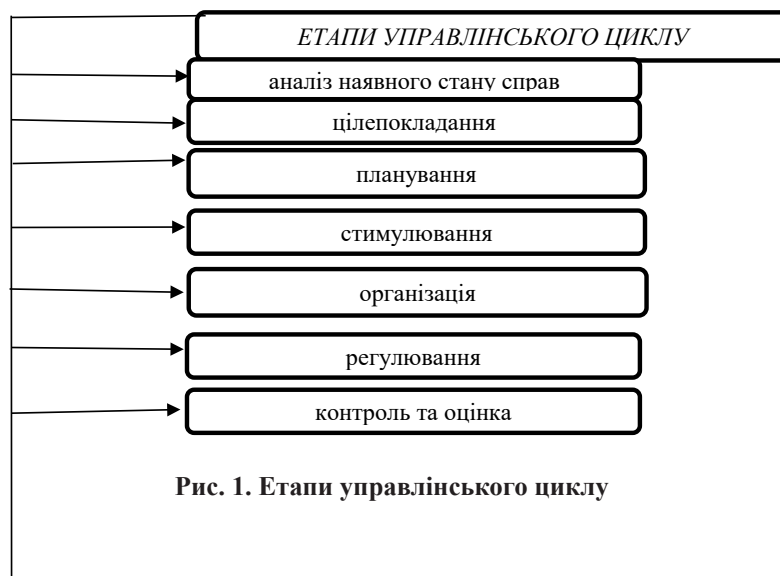 ЕТАПИ УПРАВЛІНСЬКОГО ЦИКЛУ
аналіз наявного стану справ
цілепокладання
планування
стимулювання
організація
регулювання
контроль та оцінка
Рис. 1. Етапи управлінського циклу